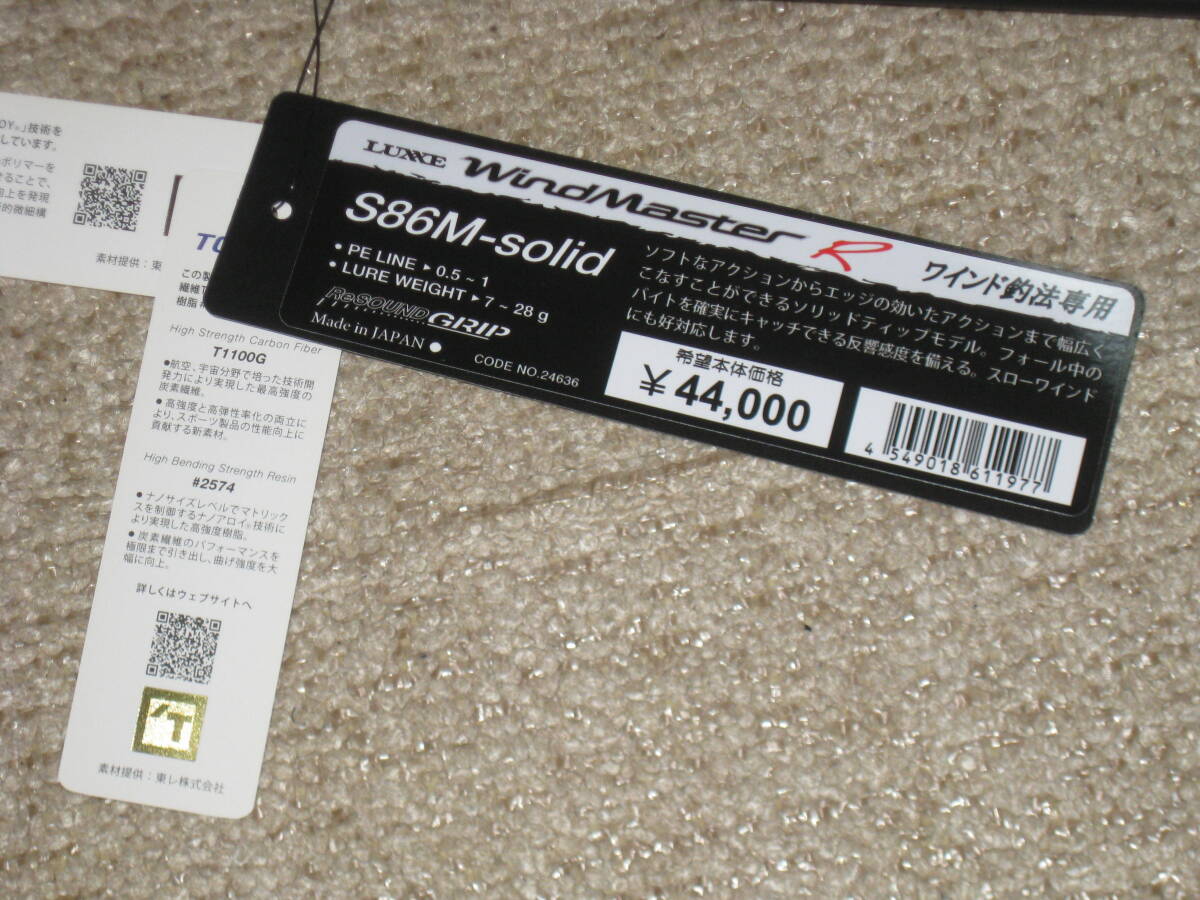 OY®」技術を
しています。
ポリマーを
せることで、
向上を発現
的微細構
素材提供：東
この製
繊維T
樹脂#
High Strength Carbon Fiber
T1100G
●航空、宇宙分野で培った技術開
発力により実現した最高強度の
炭素繊維。
●高強度と高弾性率化の両立に
より、スポーツ製品の性能向上に
貢献する新素材。
High Bending Strength Resin
#2574
●ナノサイズレベルでマトリック
スを制御するナノアロイ®技術に
より実現した高強度樹脂。
●炭素繊維のパフォーマンスを
極限まで引き出し、曲げ強度を大
幅に向上。
詳しくはウェブサイトへ
素材提供：東レ株式会社
LUXXE WindMaster R ワインド釣法専用
S86M-solid
• PE LINE ▸ 0.5 ~ 1
• LURE WEIGHT ▸ 7 ~ 28 g
ReSOUND GRIP
Made in JAPAN ●
CODE NO.24636
ソフトなアクションからエッジの効いたアクションまで幅広く
こなすことができるソリッドティップモデル。フォール中の
バイトを確実にキャッチできる反響感度を備える。スローワインド
にも好対応します。
希望本体価格
¥ 44,000
4 549018 611977